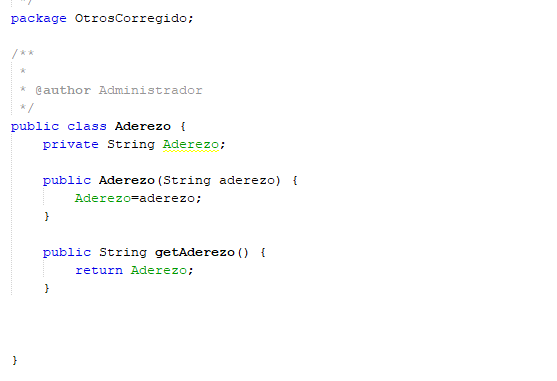 */
package OtrosCorregido;
/**
*
* @author Administrador
*/
public class Aderezo {
private String Aderezo;
public Aderezo(String aderezo) {
Aderezo=aderezo;
}
public String getAderezo() {
return Aderezo;
}
}